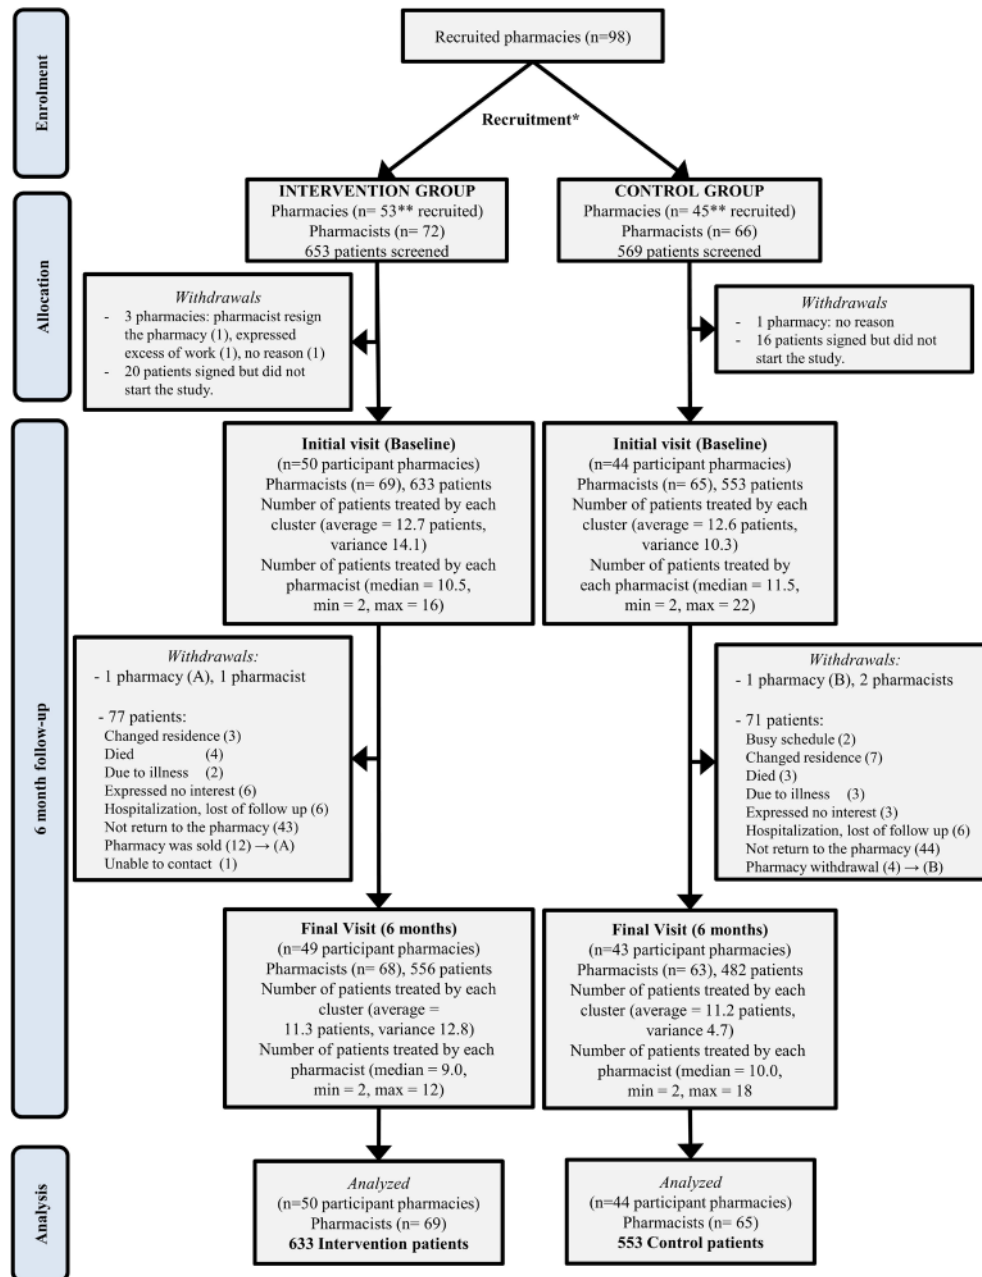 Enrolment
Recruited pharmacies (n=98)
Recruitment*
Allocation
INTERVENTION GROUP
Pharmacies (n= 53** recruited)
Pharmacists (n= 72)
653 patients screened
CONTROL GROUP
Pharmacies (n= 45** recruited)
Pharmacists (n= 66)
569 patients screened
Withdrawals
- 3 pharmacies: pharmacist resign
the pharmacy (1), expressed
excess of work (1), no reason (1)
- 20 patients signed but did not
start the study.
Withdrawals
- 1 pharmacy: no reason
- 16 patients signed but did not
start the study.
6 month follow-up
Initial visit (Baseline)
(n=50 participant pharmacies)
Pharmacists (n= 69), 633 patients
Number of patients treated by each
cluster (average = 12.7 patients,
variance 14.1)
Number of patients treated by each
pharmacist (median = 10.5,
min = 2, max = 16)
Initial visit (Baseline)
(n=44 participant pharmacies)
Pharmacists (n= 65), 553 patients
Number of patients treated by each
cluster (average = 12.6 patients,
variance 10.3)
Number of patients treated by
each pharmacist (median = 11.5,
min = 2, max = 22)
Withdrawals:
- 1 pharmacy (A), 1 pharmacist
- 77 patients:
Changed residence (3)
Died (4)
Due to illness (2)
Expressed no interest (6)
Hospitalization, lost of follow up (6)
Not return to the pharmacy (43)
Pharmacy was sold (12) → (A)
Unable to contact (1)
Withdrawals:
- 1 pharmacy (B), 2 pharmacists
- 71 patients:
Busy schedule (2)
Changed residence (7)
Died (3)
Due to illness (3)
Expressed no interest (3)
Hospitalization, lost of follow up (6)
Not return to the pharmacy (44)
Pharmacy withdrawal (4) → (B)
Final Visit (6 months)
(n=49 participant pharmacies)
Pharmacists (n= 68), 556 patients
Number of patients treated by each
cluster (average =
11.3 patients, variance 12.8)
Number of patients treated by each
pharmacist (median = 9.0,
min = 2, max = 12)
Final Visit (6 months)
(n=43 participant pharmacies)
Pharmacists (n= 63), 482 patients
Number of patients treated by each
cluster (average = 11.2 patients,
variance 4.7)
Number of patients treated by each
pharmacist (median = 10.0,
min = 2, max = 18
Analysis
Analyzed
(n=50 participant pharmacies)
Pharmacists (n= 69)
633 Intervention patients
Analyzed
(n=44 participant pharmacies)
Pharmacists (n= 65)
553 Control patients